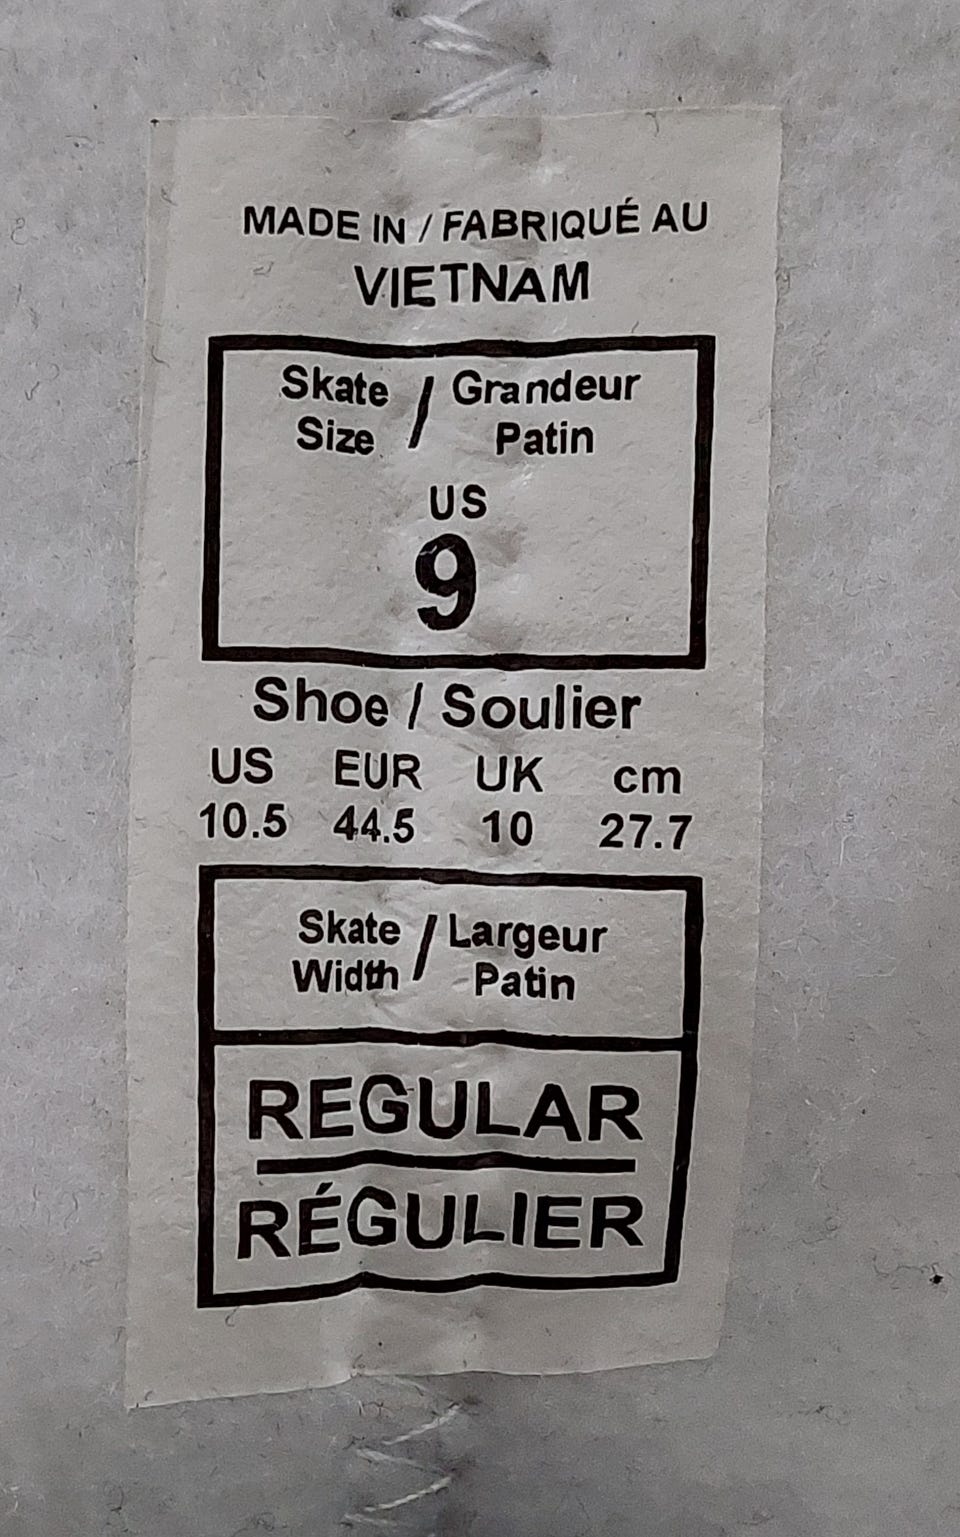 MADE IN / FABRIQUÉ AU
VIETNAM
Skate / Grandeur
Size Patin
US
9
Shoe / Soulier
US EUR UK cm
10.5 44.5 10 27.7
Skate / Largeur
Width Patin
REGULAR
RÉGULIER